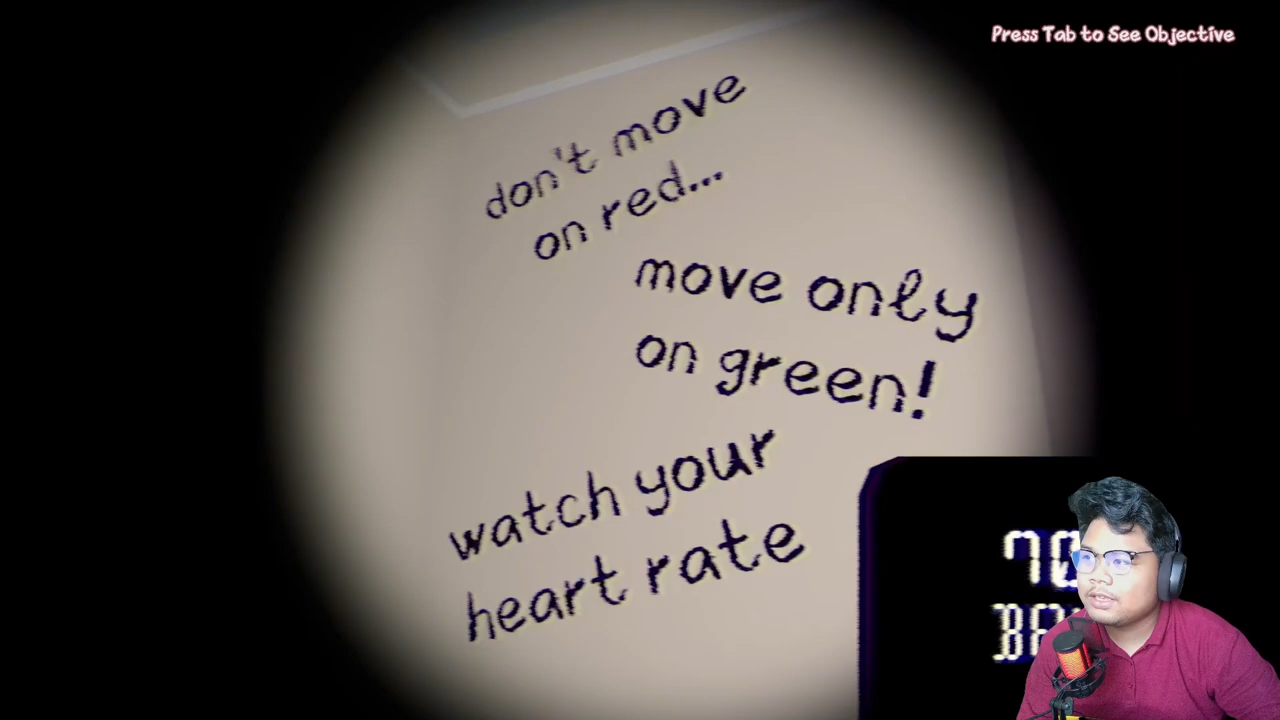 Press Tab to See Objective
don't move
on red...
move only
on green!
watch your
heart rate